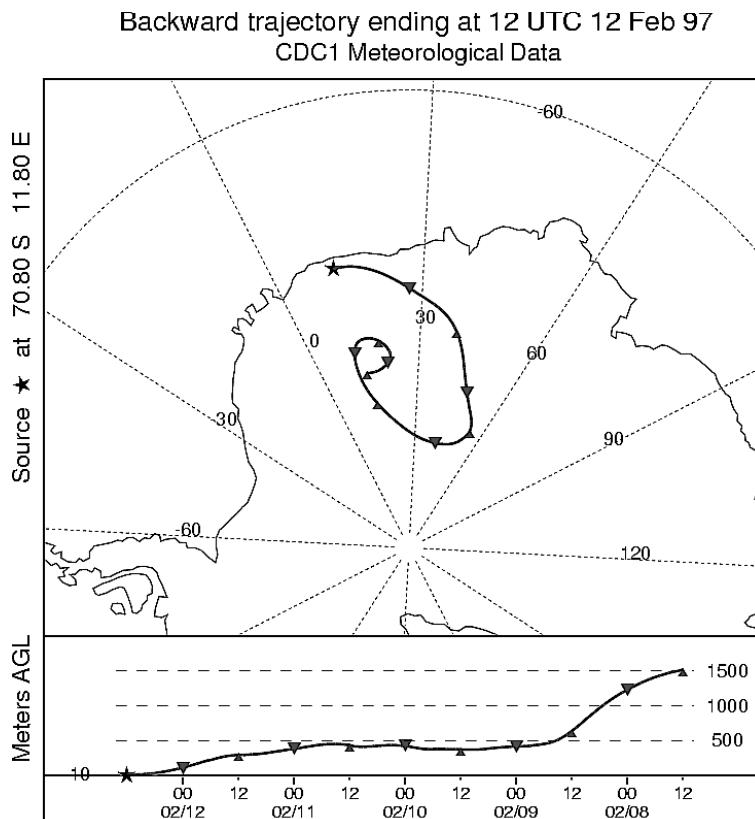 Backward trajectory ending at 12 UTC 12 Feb 97
CDC1 Meteorological Data
Source ★ at 70.80 S 11.80 E
-60
30
0
60
-30
90
-60
120
Meters AGL
1500
1000
500
10
00 12 00 12 00 12 00 12 00 12
02/12 02/11 02/10 02/09 02/08